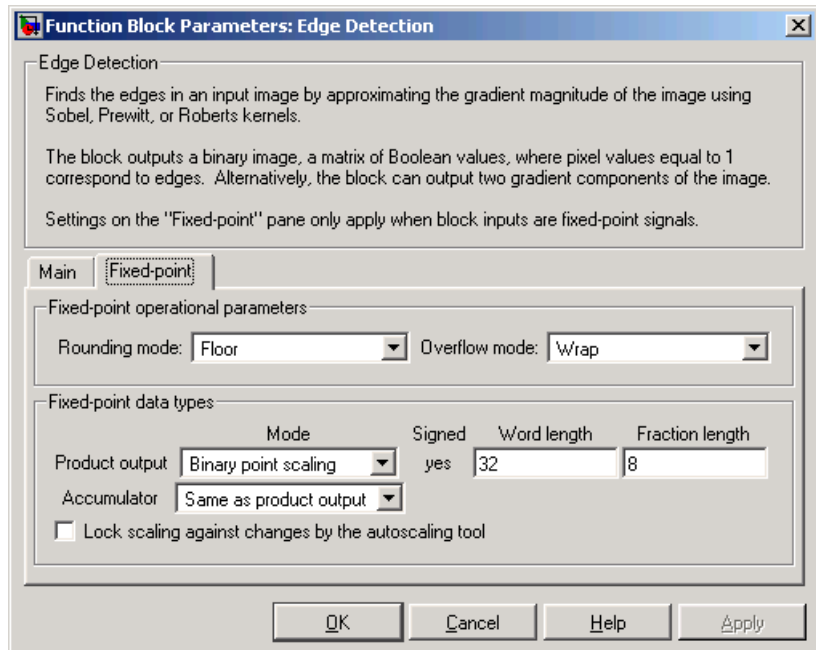 Function Block Parameters: Edge Detection
Edge Detection
Finds the edges in an input image by approximating the gradient magnitude of the image using
Sobel, Prewitt, or Roberts kernels.
The block outputs a binary image, a matrix of Boolean values, where pixel values equal to 1
correspond to edges.  Alternatively, the block can output two gradient components of the image.
Settings on the "Fixed-point" pane only apply when block inputs are fixed-point signals.
Main Fixed-point
Fixed-point operational parameters
Rounding mode: Floor Overflow mode: Wrap
Fixed-point data types
Mode Signed Word length Fraction length
Product output Binary point scaling yes 32 8
Accumulator Same as product output
Lock scaling against changes by the autoscaling tool
OK Cancel Help Apply